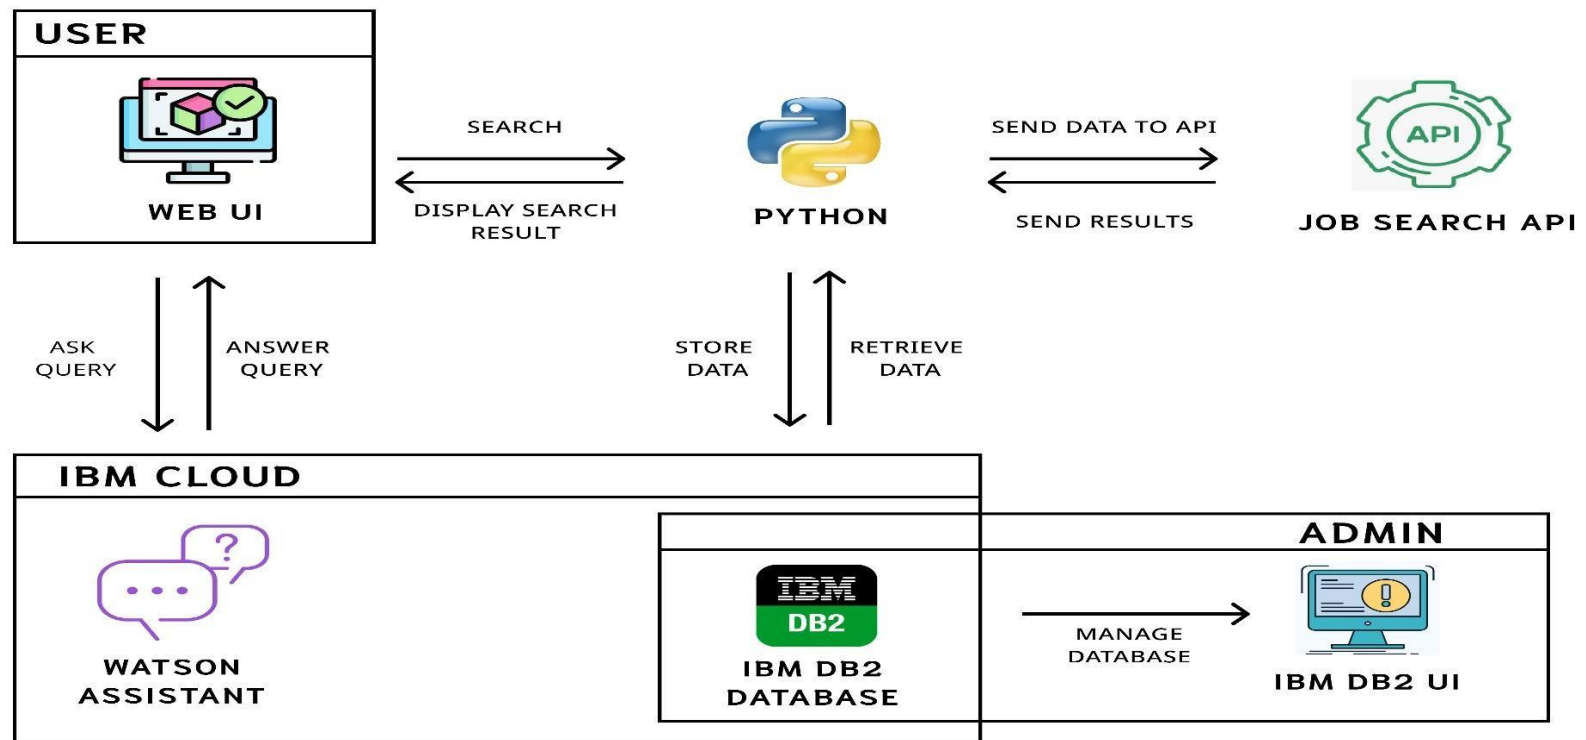 USER
WEB UI
SEARCH
DISPLAY SEARCH
RESULT
PYTHON
SEND DATA TO API
SEND RESULTS
API
JOB SEARCH API
ASK
QUERY
ANSWER
QUERY
STORE
DATA
RETRIEVE
DATA
IBM CLOUD
?
WATSON
ASSISTANT
ADMIN
IBM
DB2
IBM DB2
DATABASE
MANAGE
DATABASE
!
IBM DB2 UI